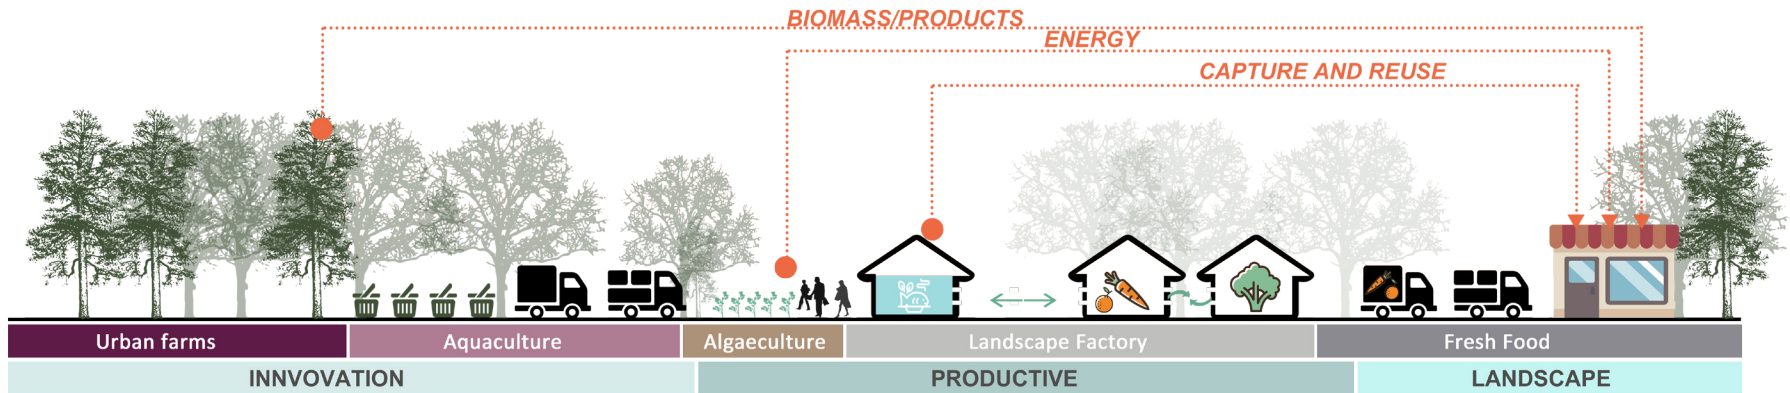 BIOMASS/PRODUCTS
ENERGY
CAPTURE AND REUSE
Urban farms
Aquaculture
Algaeculture
Landscape Factory
Fresh Food
INNVOVATION
PRODUCTIVE
LANDSCAPE